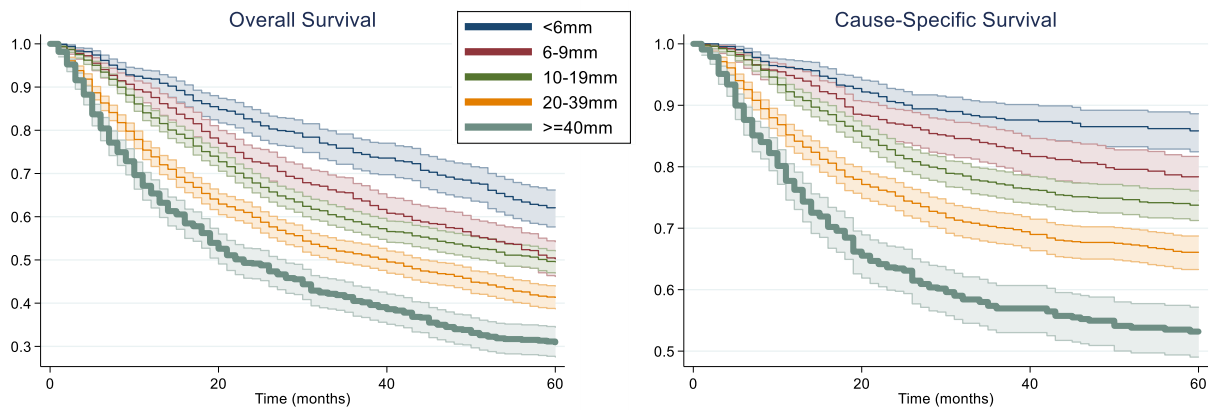 Overall Survival
<6mm
6-9mm
10-19mm
20-39mm
>=40mm
1.0
0.9
0.8
0.7
0.6
0.5
0.4
0.3
0 20 40 60
Time (months)
Cause-Specific Survival
1.0
0.9
0.8
0.7
0.6
0.5
0 20 40 60
Time (months)